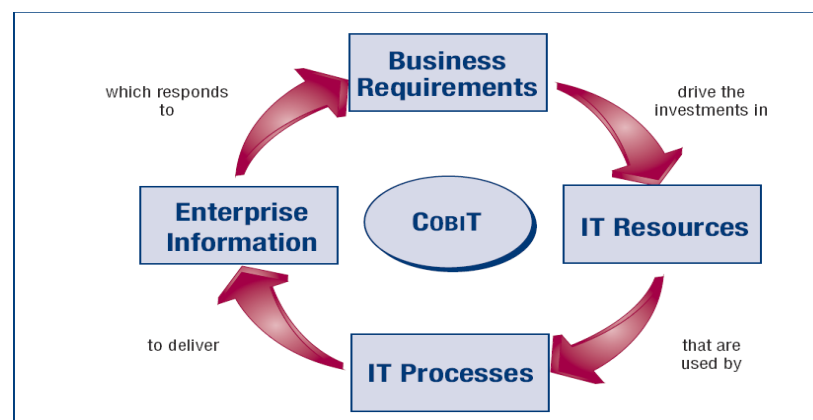 Business
Requirements
drive the
investments in
IT Resources
that are
used by
IT Processes
to deliver
Enterprise
Information
which responds
to
COBIT